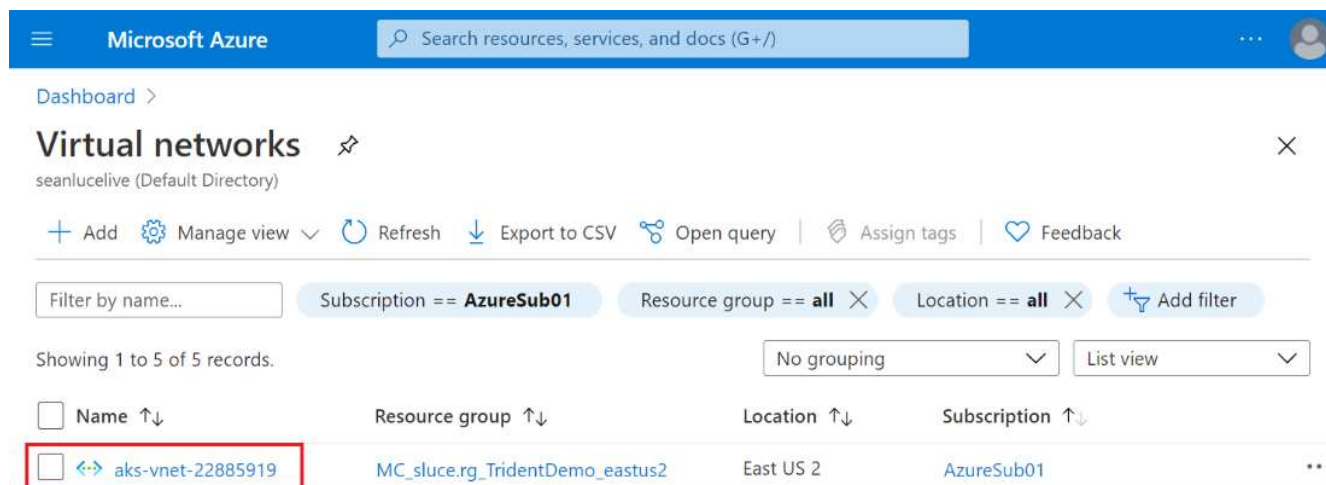 Microsoft Azure Search resources, services, and docs (G+/) ...
Dashboard >
Virtual networks
seanlucelive (Default Directory)
Add Manage view Refresh Export to CSV Open query Assign tags Feedback
Filter by name... Subscription == AzureSub01 Resource group == all Location == all Add filter
Showing 1 to 5 of 5 records. No grouping List view
Name ↑↓ Resource group ↑↓ Location ↑↓ Subscription ↑↓
aks-vnet-22885919 MC_sluce.rg_TridentDemo_eastus2 East US 2 AzureSub01